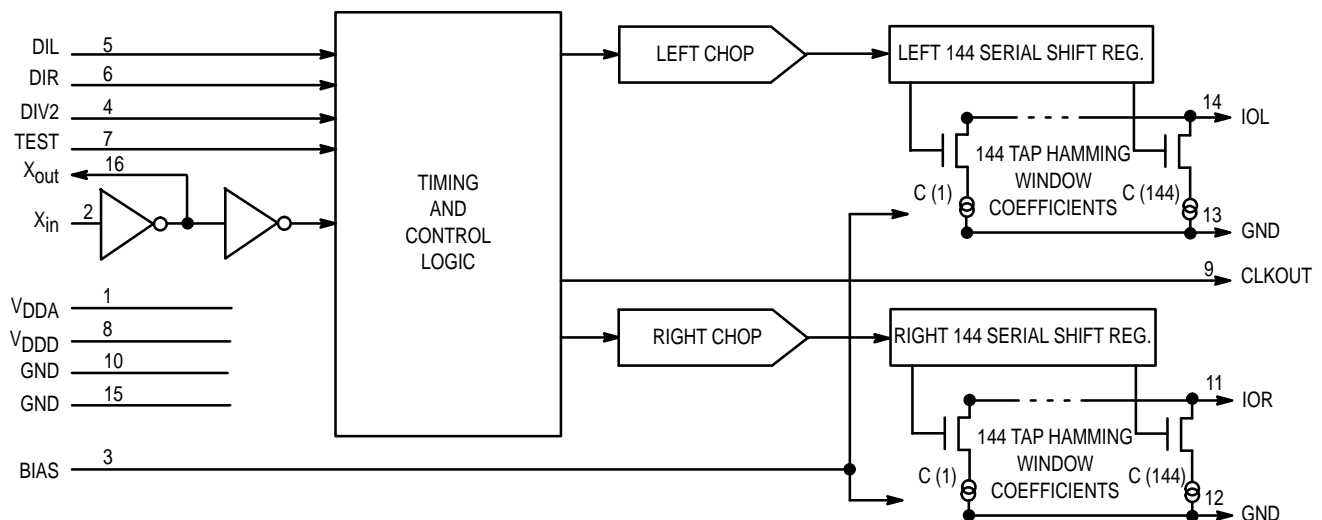 DIL 5
DIR 6
DIV2 4
TEST 7
Xout 16
Xin 2
VDDA 1
VDDD 8
GND 10
GND 15
BIAS 3
TIMING
AND
CONTROL
LOGIC
LEFT CHOP
LEFT 144 SERIAL SHIFT REG.
14 IOL
144 TAP HAMMING
WINDOW
COEFFICIENTS
C (1)
C (144)
13 GND
9 CLKOUT
RIGHT CHOP
RIGHT 144 SERIAL SHIFT REG.
11 IOR
144 TAP HAMMING
WINDOW
COEFFICIENTS
C (1)
C (144)
12 GND